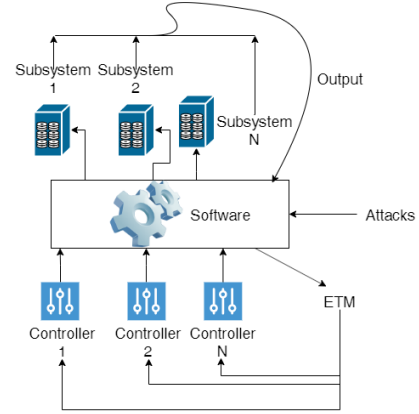 Subsystem Subsystem
1 2
Output
Subsystem
N
Software
Attacks
ETM
Controller Controller Controller
1 2 N